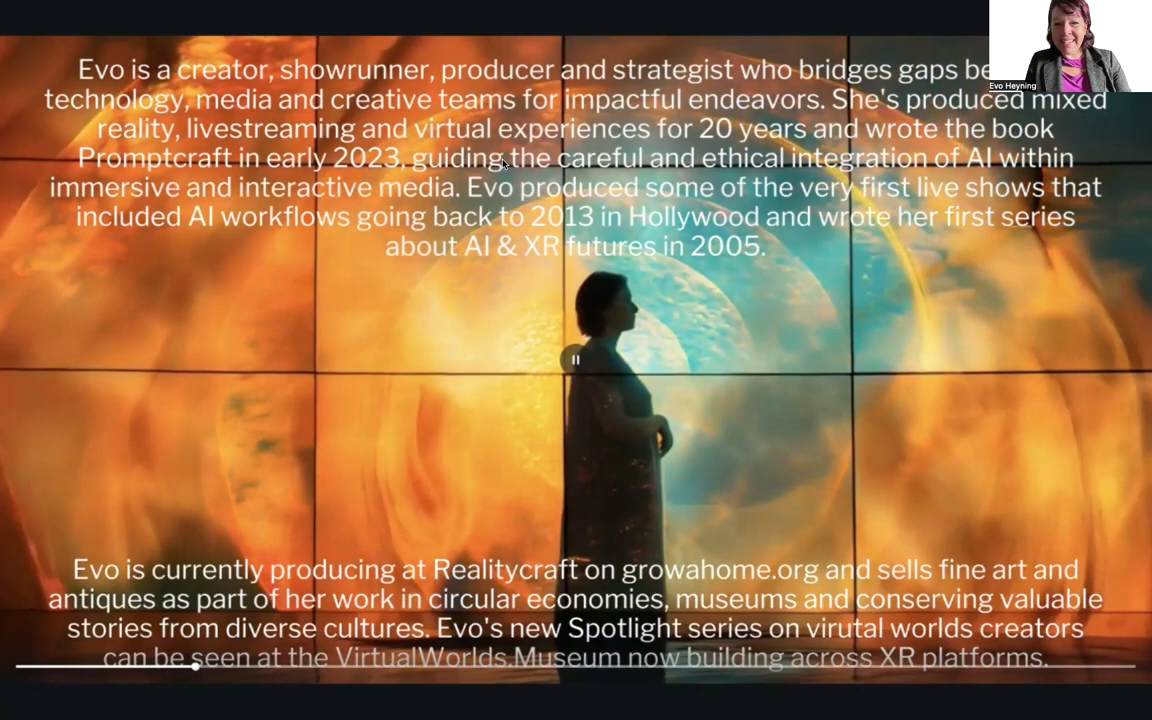 Evo is a creator, showrunner, producer and strategist who bridges gaps
technology, media and creative teams for impactful endeavors. She's produced mixed
reality, livestreaming and virtual experiences for 20 years and wrote the book
Promptcraft in early 2023, guiding the careful and ethical integration of AI within
immersive and interactive media. Evo produced some of the very first live shows that
included AI workflows going back to 2013 in Hollywood and wrote her first series
about AI & XR futures in 2005.
Evo Heyning
Evo is currently producing at Realitycraft on growahome.org and sells fine art and
antiques as part of her work in circular economies, museums and conserving valuable
stories from diverse cultures. Evo's new Spotlight series on virutal worlds creators
can be seen at the VirtualWorlds.Museum now building across XR platforms.